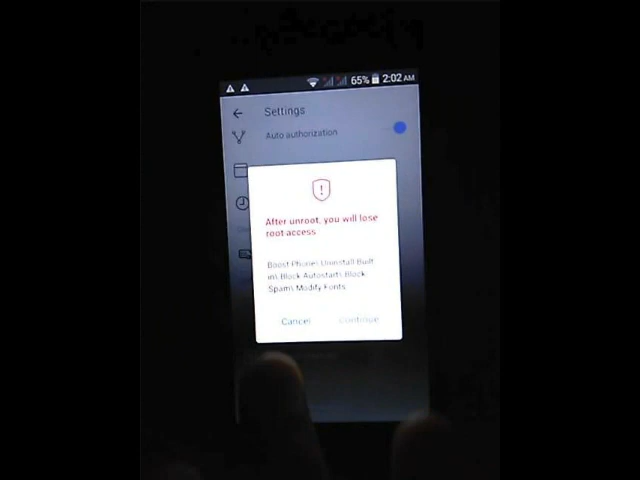 65% 2:02 AM
Settings
Auto authorization
After unroot, you will lose
root access
Boost Phone\ Uninstall Built
in\ Block Autostart\ Block
Spam\ Modify Fonts
Cancel Continue